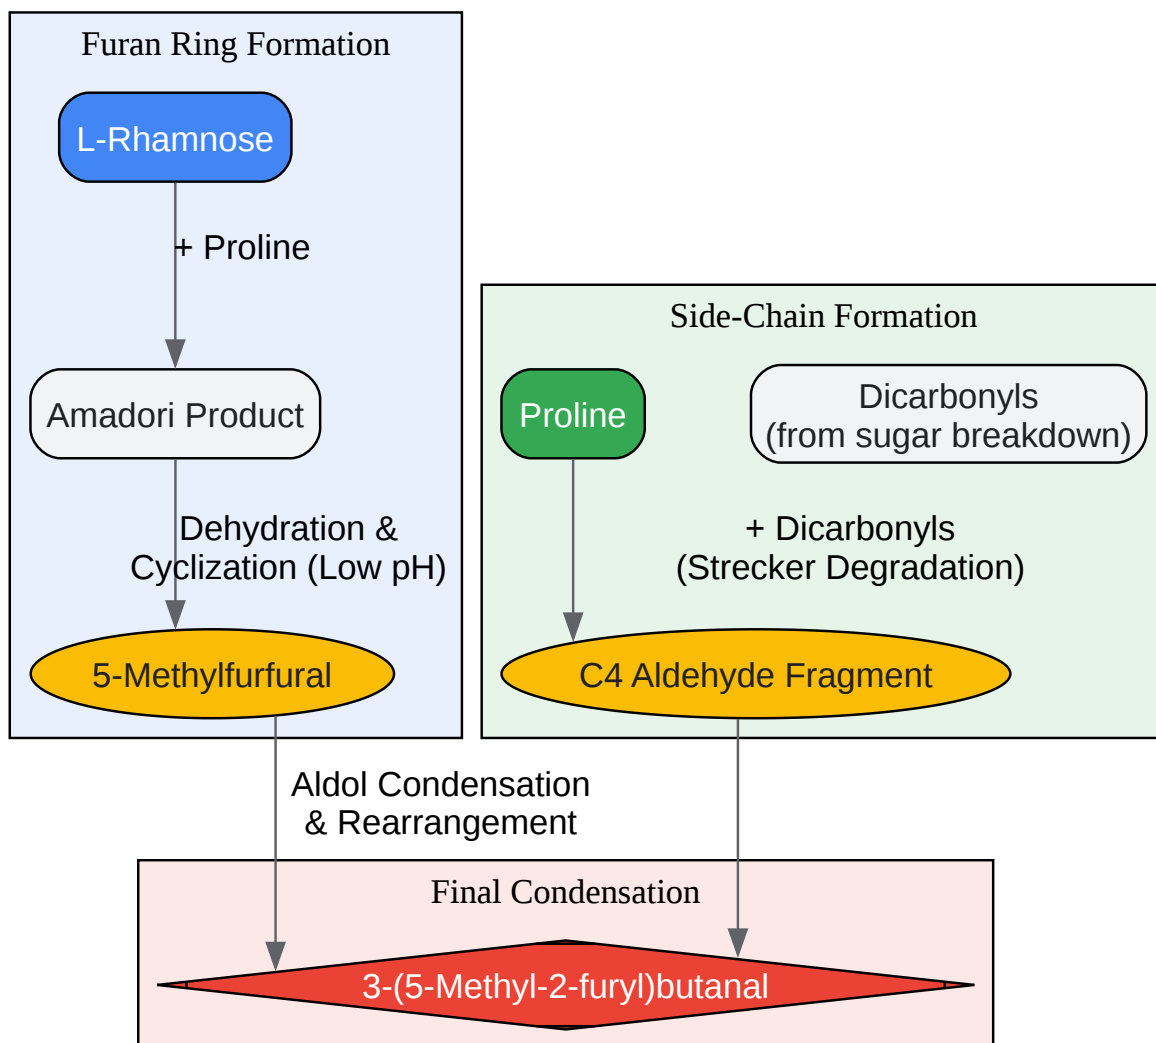 Furan Ring Formation
L-Rhamnose
+ Proline
Amadori Product
Dehydration &
Cyclization (Low pH)
5-Methylfurfural
Side-Chain Formation
Proline
Dicarbonyls
(from sugar breakdown)
+ Dicarbonyls
(Strecker Degradation)
C4 Aldehyde Fragment
Aldol Condensation
& Rearrangement
Final Condensation
3-(5-Methyl-2-furyl)butanal